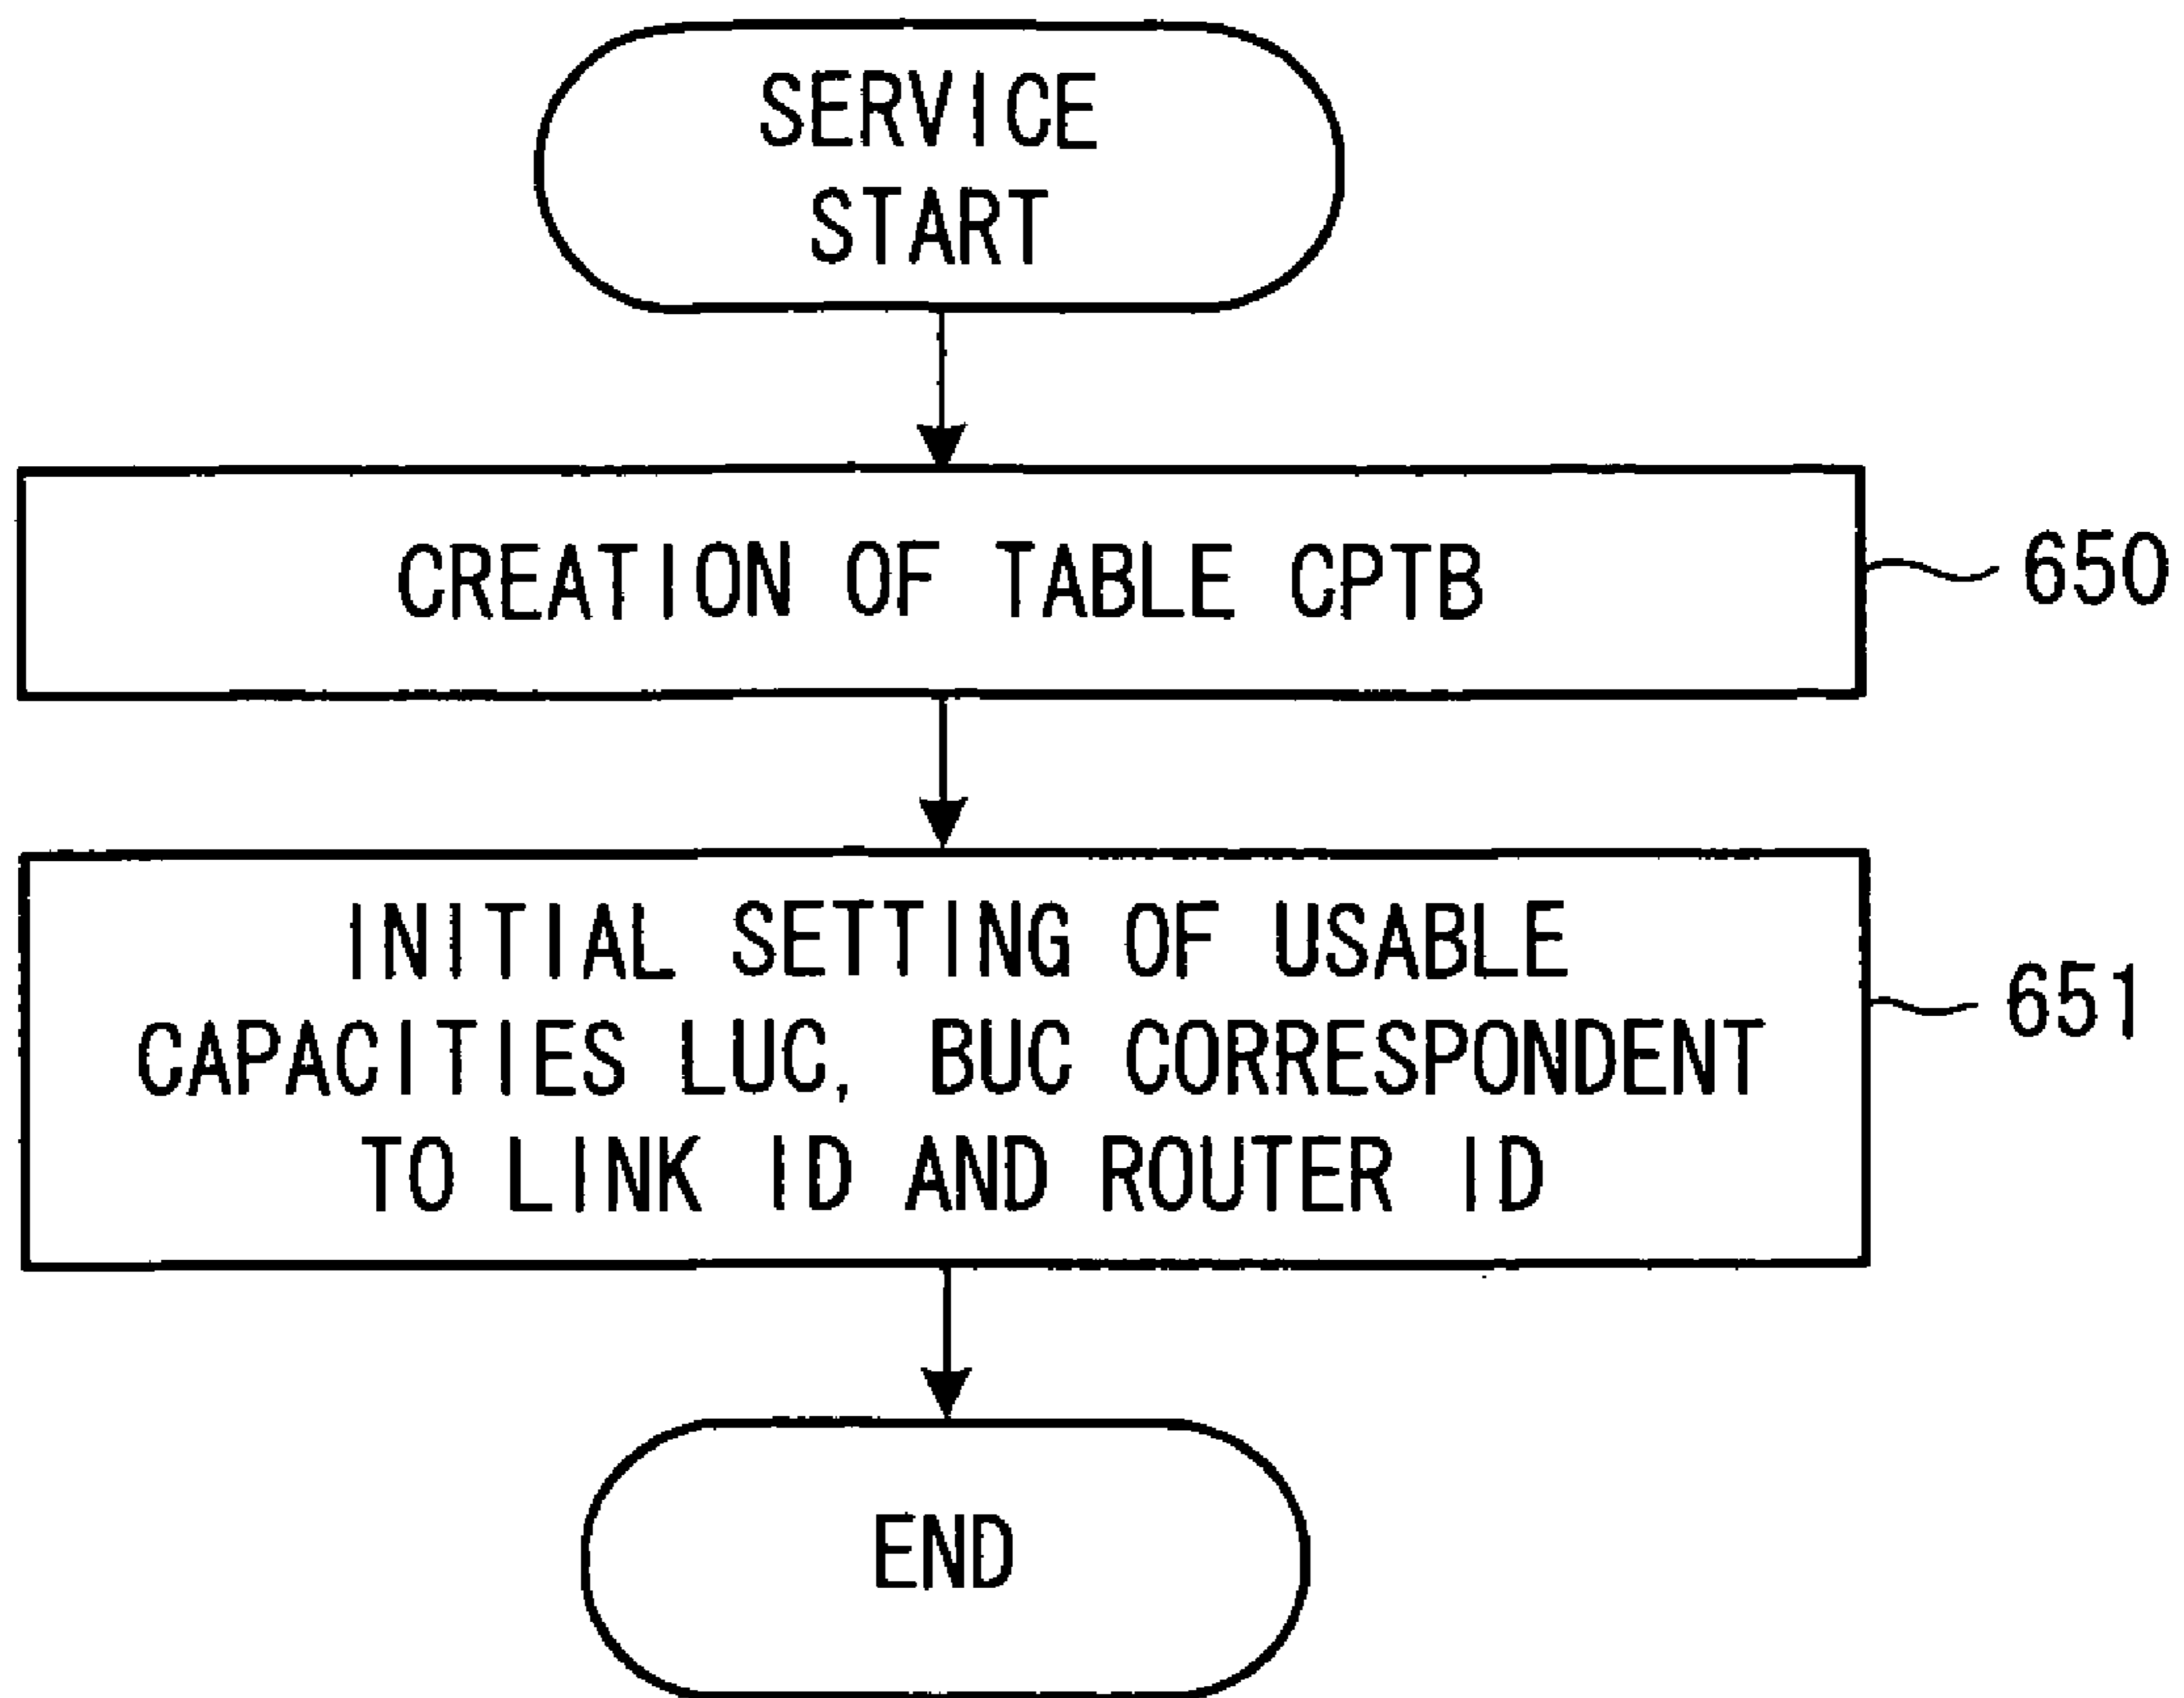 SERVICE
START
CREATION OF TABLE CPTB
650
INITIAL SETTING OF USABLE
CAPACITIES LUC, BUC CORRESPONDENT
TO LINK ID AND ROUTER ID
651
END